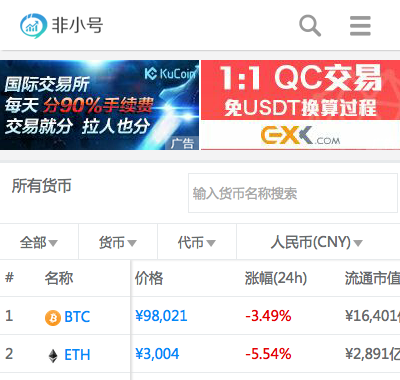 非小号
国际交易所
KuCoin
每天 分90%手续费
交易就分 拉人也分
广告
1:1 QC交易
免USDT换算过程
EXX.COM
所有货币
输入货币名称搜索
全部 货币 代币 人民币(CNY)
# 名称 价格 涨幅(24h) 流通市值
1 BTC ¥98,021 -3.49% ¥16,401亿
2 ETH ¥3,004 -5.54% ¥2,891亿